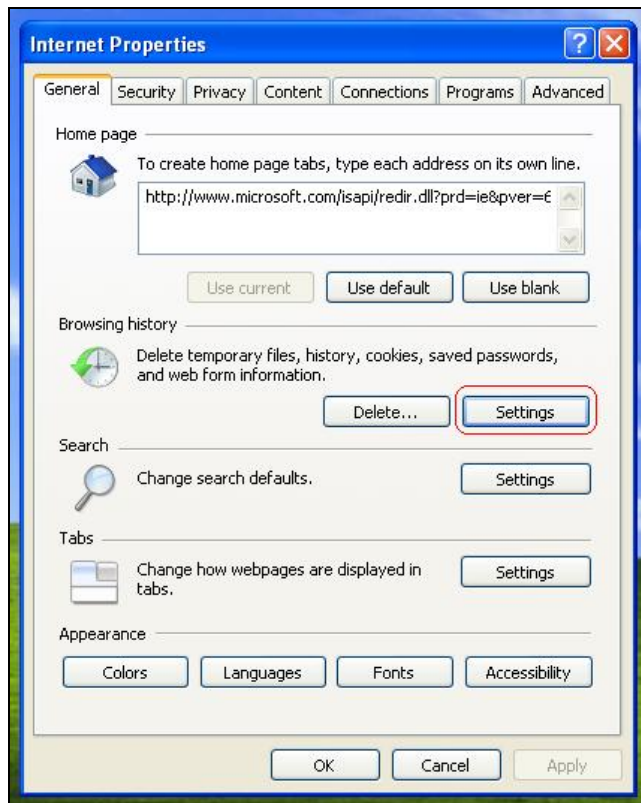 Internet Properties
General Security Privacy Content Connections Programs Advanced
Home page
To create home page tabs, type each address on its own line.
http://www.microsoft.com/isapi/redir.dll?prd=ie&pver=6
Use current Use default Use blank
Browsing history
Delete temporary files, history, cookies, saved passwords,
and web form information.
Delete... Settings
Search
Change search defaults. Settings
Tabs
Change how webpages are displayed in
tabs. Settings
Appearance
Colors Languages Fonts Accessibility
OK Cancel Apply